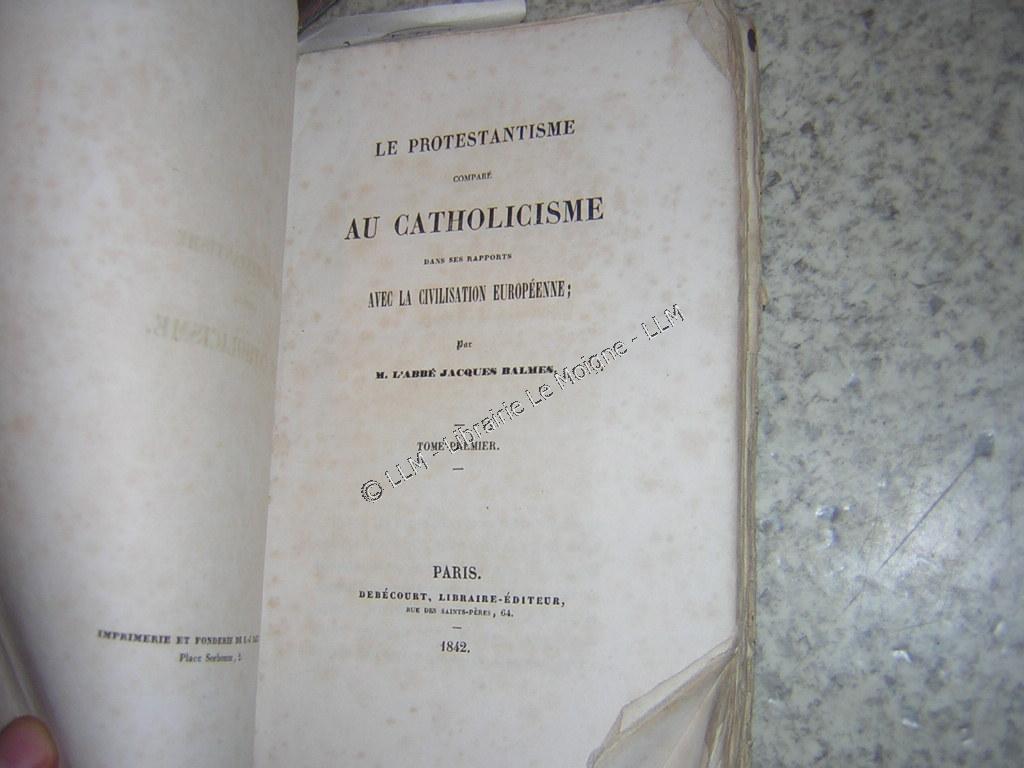 IMPRIMERIE ET FONDERIE DE
Place Sorbonne, 2
LE PROTESTANTISME
COMPARÉ
AU CATHOLICISME
DANS SES RAPPORTS
AVEC LA CIVILISATION EUROPÉENNE;
Par
M. L'ABBÉ JACQUES BALMES.
TOME PREMIER.
© LLM - Librairie Le Moigne - LLM
PARIS.
DEBÉCOURT, LIBRAIRE-ÉDITEUR,
RUE DES SAINTS-PÈRES, 64.
1842.